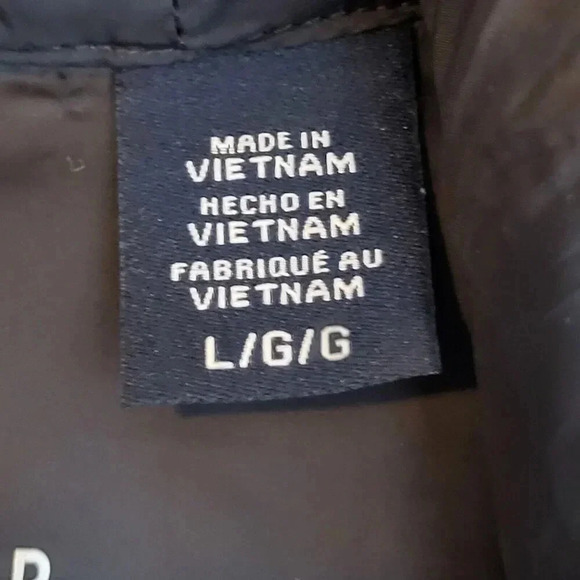 MADE IN
VIETNAM
HECHO EN
VIETNAM
FABRIQUÉ AU
VIETNAM
L/G/G